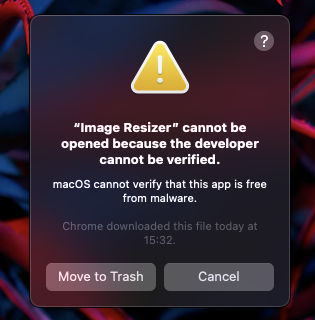 ?
“Image Resizer” cannot be
opened because the developer
cannot be verified.
macOS cannot verify that this app is free
from malware.
Chrome downloaded this file today at
15:32.
Move to Trash
Cancel